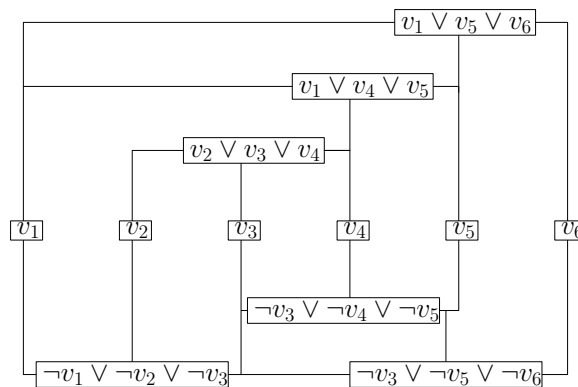 v₁ ∨ v₅ ∨ v₆
v₁ ∨ v₄ ∨ v₅
v₂ ∨ v₃ ∨ v₄
v₁ v₂ v₃ v₄ v₅ v₆
¬v₃ ∨ ¬v₄ ∨ ¬v₅
¬v₁ ∨ ¬v₂ ∨ ¬v₃ ¬v₃ ∨ ¬v₅ ∨ ¬v₆